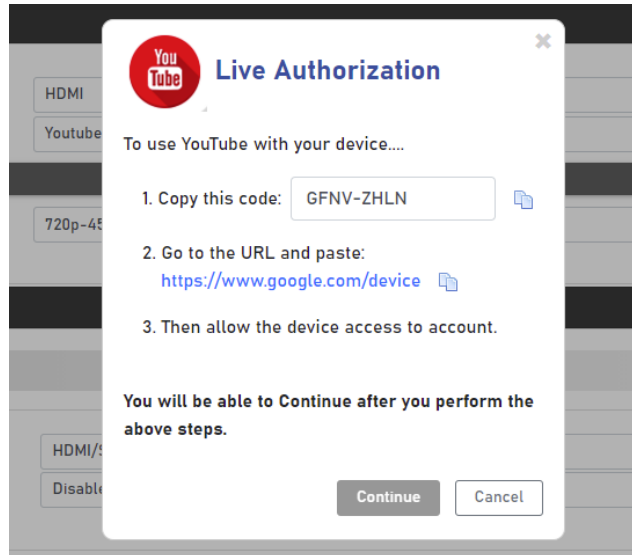 You
Tube
Live Authorization
HDMI
Youtube
To use YouTube with your device....
1. Copy this code: GFNV-ZHLN
720p-45
2. Go to the URL and paste:
https://www.google.com/device
3. Then allow the device access to account.
You will be able to Continue after you perform the
above steps.
HDMI/S
Disable
Continue Cancel